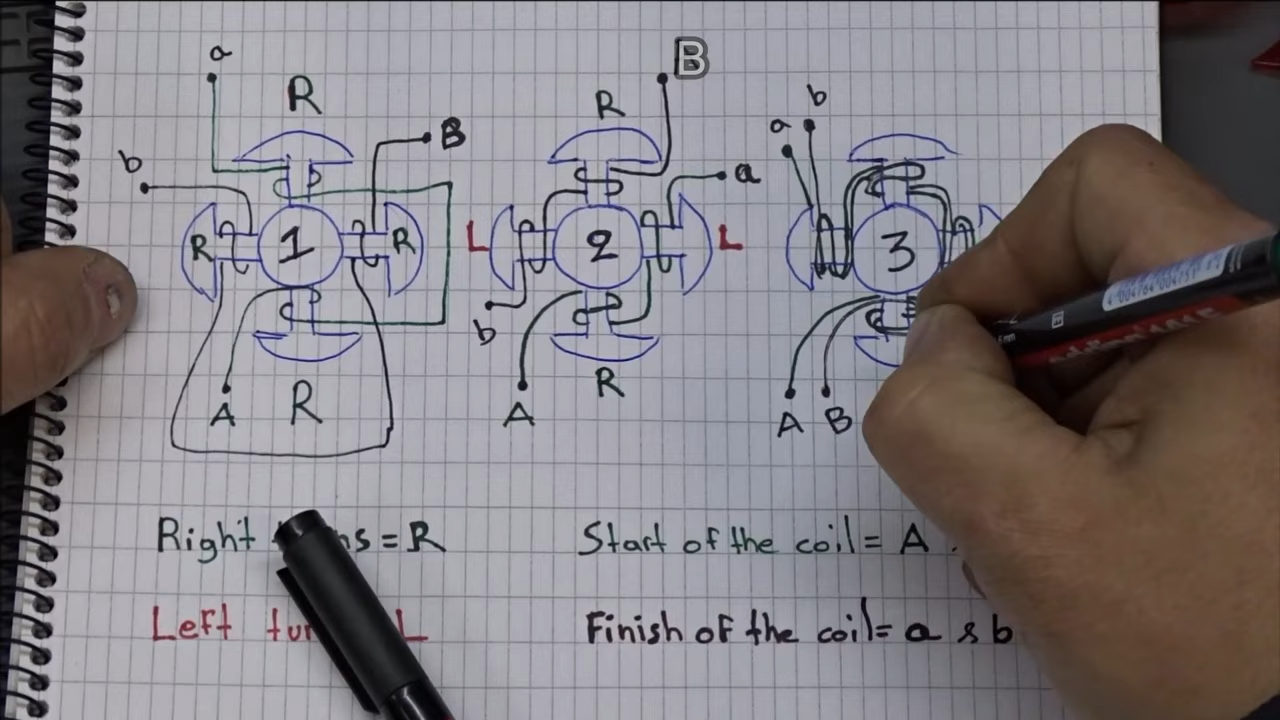 a
R
B
b
R
1
R
A
R
B
R
a
L
2
L
b
A
R
b
a
3
A B
Right = R
Left L
Start of the coil = A
Finish of the coil = a & b